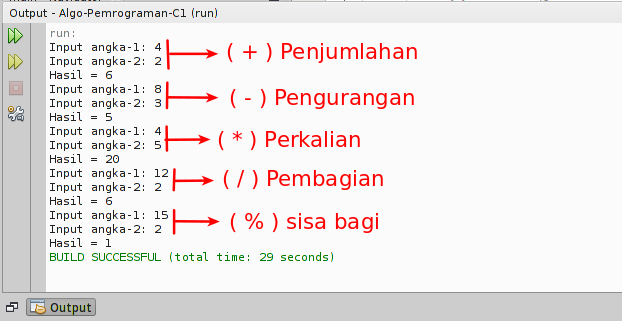 Output - Algo-Pemrograman-C1 (run)
run:
Input angka-1: 4
Input angka-2: 2
( + ) Penjumlahan
Hasil = 6
Input angka-1: 8
Input angka-2: 3
( - ) Pengurangan
Hasil = 5
Input angka-1: 4
Input angka-2: 5
( * ) Perkalian
Hasil = 20
Input angka-1: 12
Input angka-2: 2
( / ) Pembagian
Hasil = 6
Input angka-1: 15
Input angka-2: 2
( % ) sisa bagi
Hasil = 1
BUILD SUCCESSFUL (total time: 29 seconds)
Output